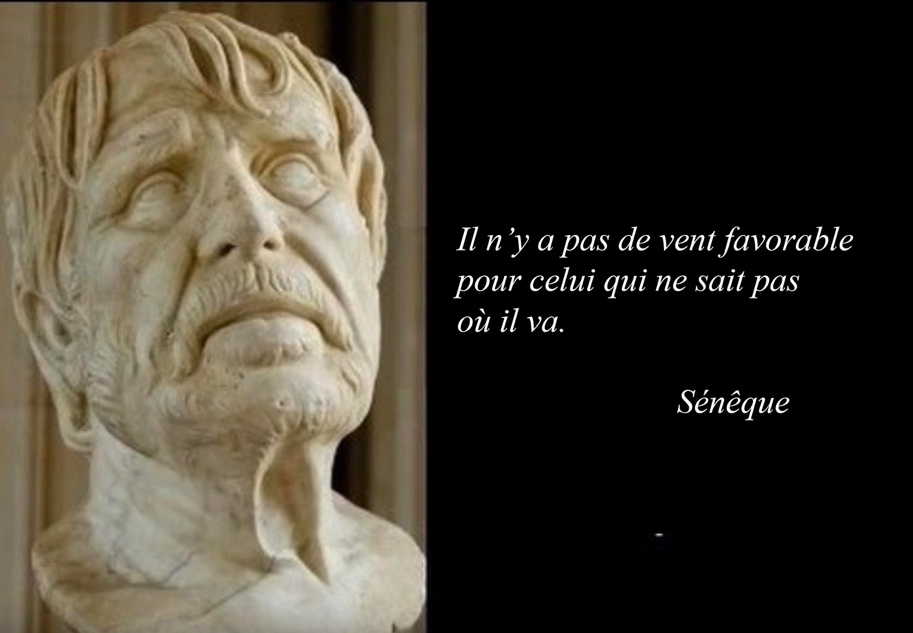 Il n’y a pas de vent favorable
pour celui qui ne sait pas
où il va.
Sénêque